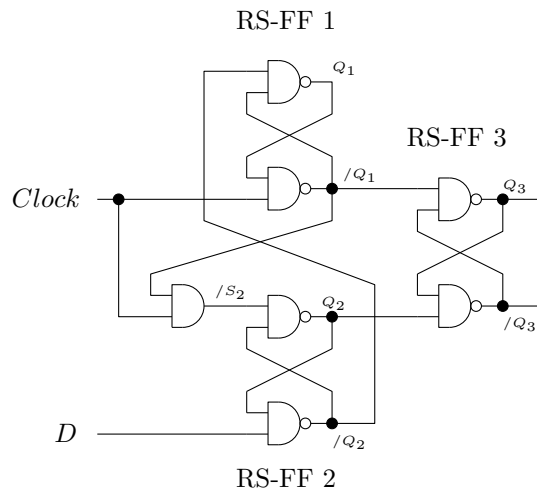 RS-FF 1
Q1
RS-FF 3
/Q1
Clock
Q3
/S2
Q2
/Q3
D
/Q2
RS-FF 2